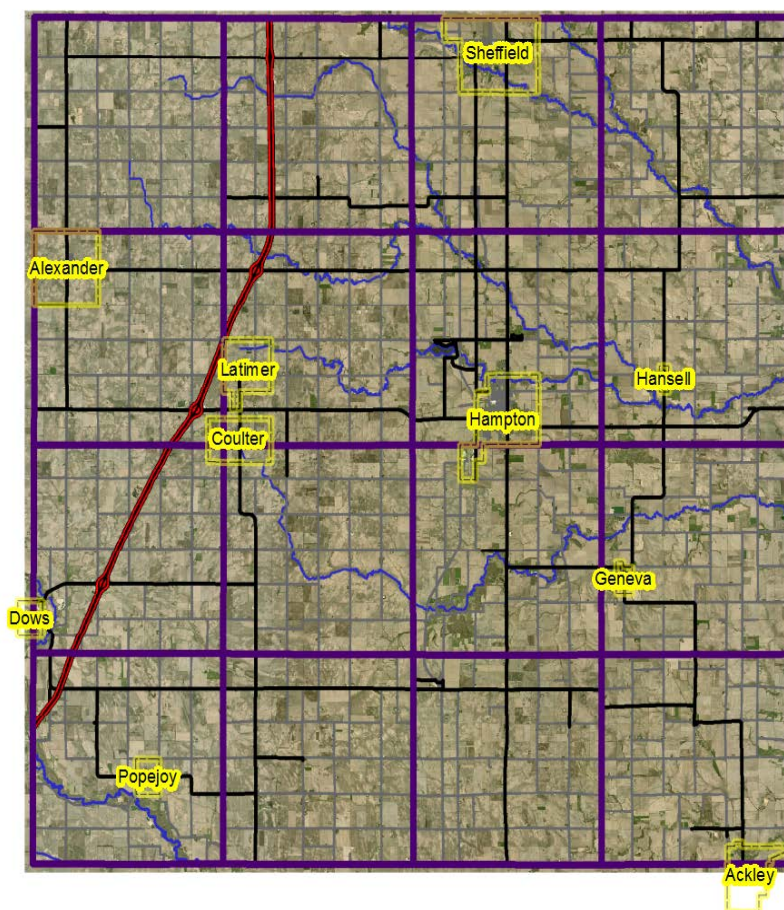 Sheffield
Alexander
Latimer
Hansell
Hampton
Coulter
Geneva
Dows
Popejoy
Ackley